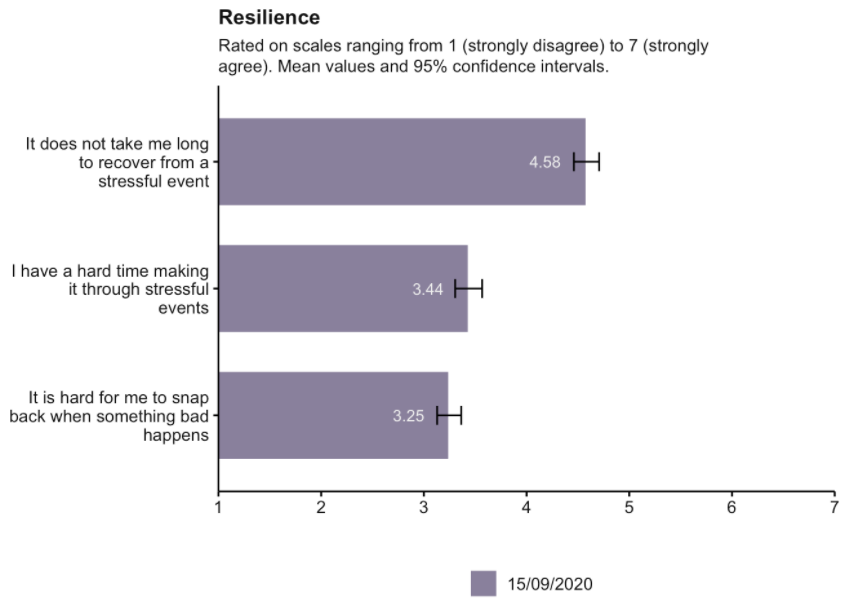 Resilience
Rated on scales ranging from 1 (strongly disagree) to 7 (strongly
agree). Mean values and 95% confidence intervals.
It does not take me long
to recover from a
stressful event
4.58
I have a hard time making
it through stressful
events
3.44
It is hard for me to snap
back when something bad
happens
3.25
1 2 3 4 5 6 7
15/09/2020